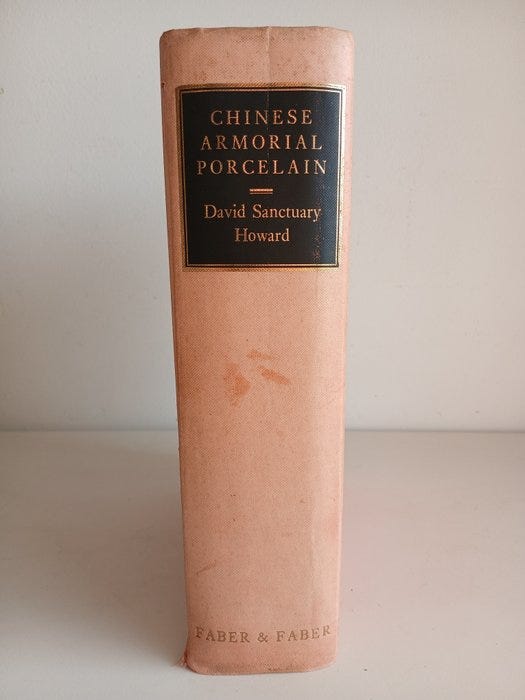 CHINESE
ARMORIAL
PORCELAIN
David Sanctuary
Howard
FABER & FABER